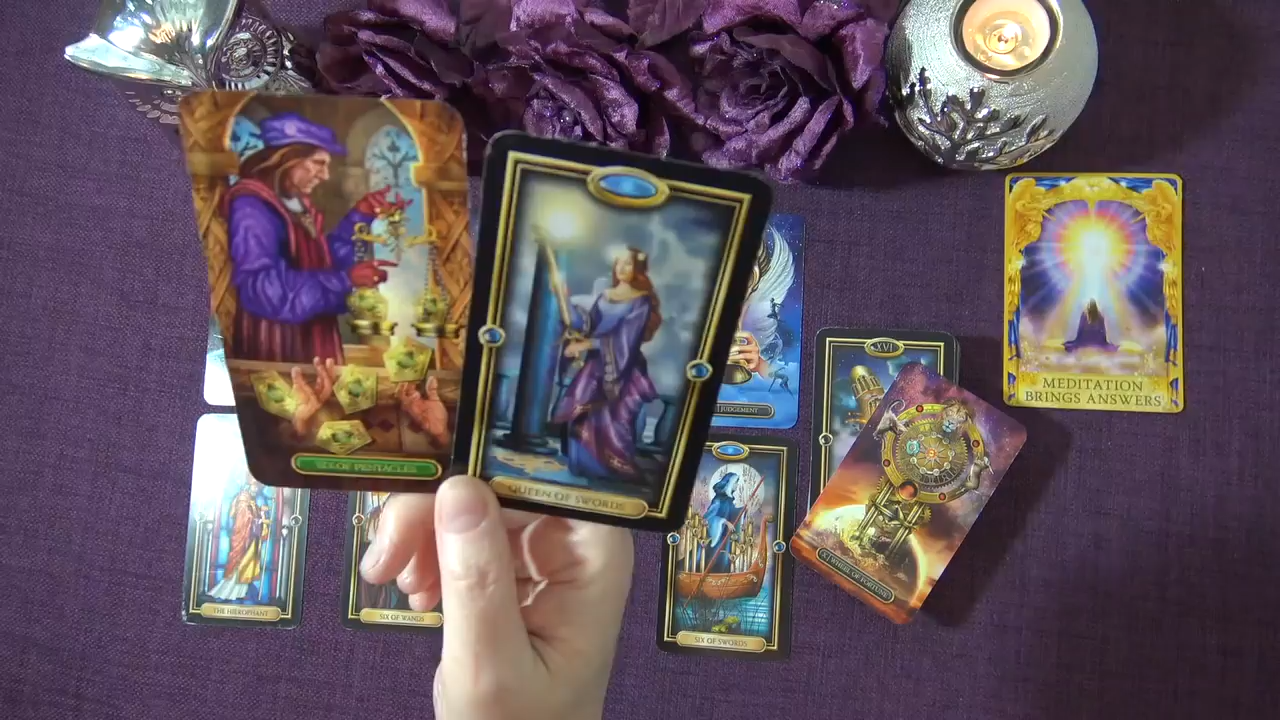 SIX OF PENTACLES
QUEEN OF SWORDS
JUDGEMENT
XVI
MEDITATION
BRINGS ANSWERS
X | WHEEL OF FORTUNE
THE HIEROPHANT
SIX OF WANDS
SIX OF SWORDS